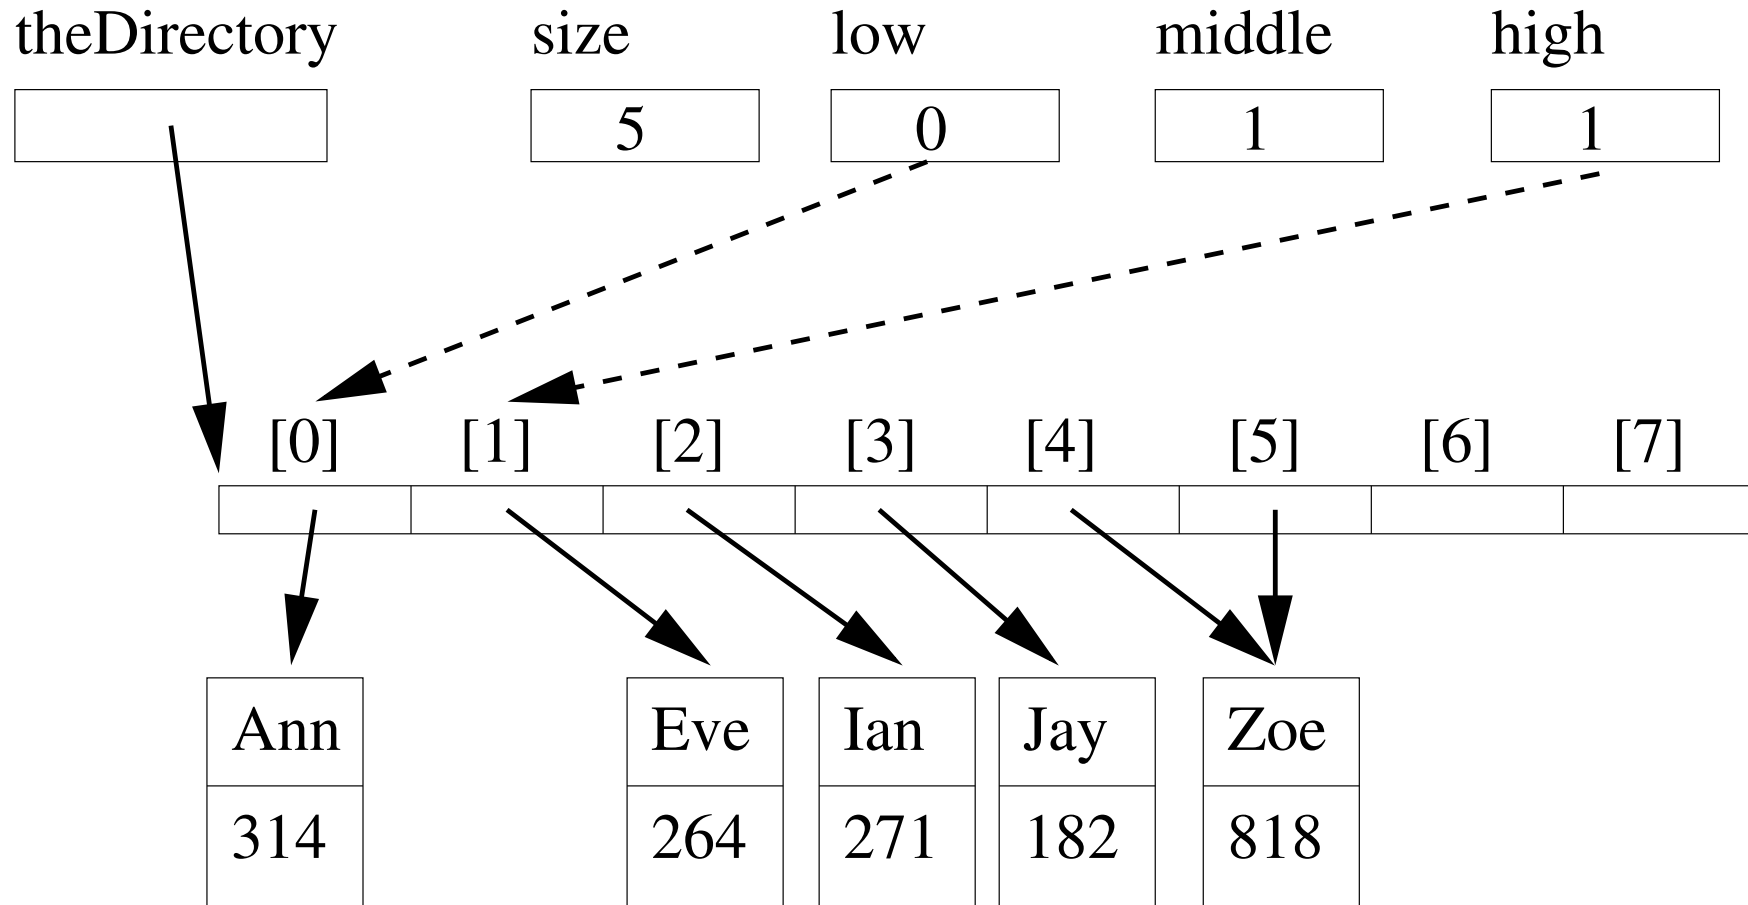 theDirectory size low middle high
5 0 1 1
[0] [1] [2] [3] [4] [5] [6] [7]
Ann Eve Ian Jay Zoe
314 264 271 182 818